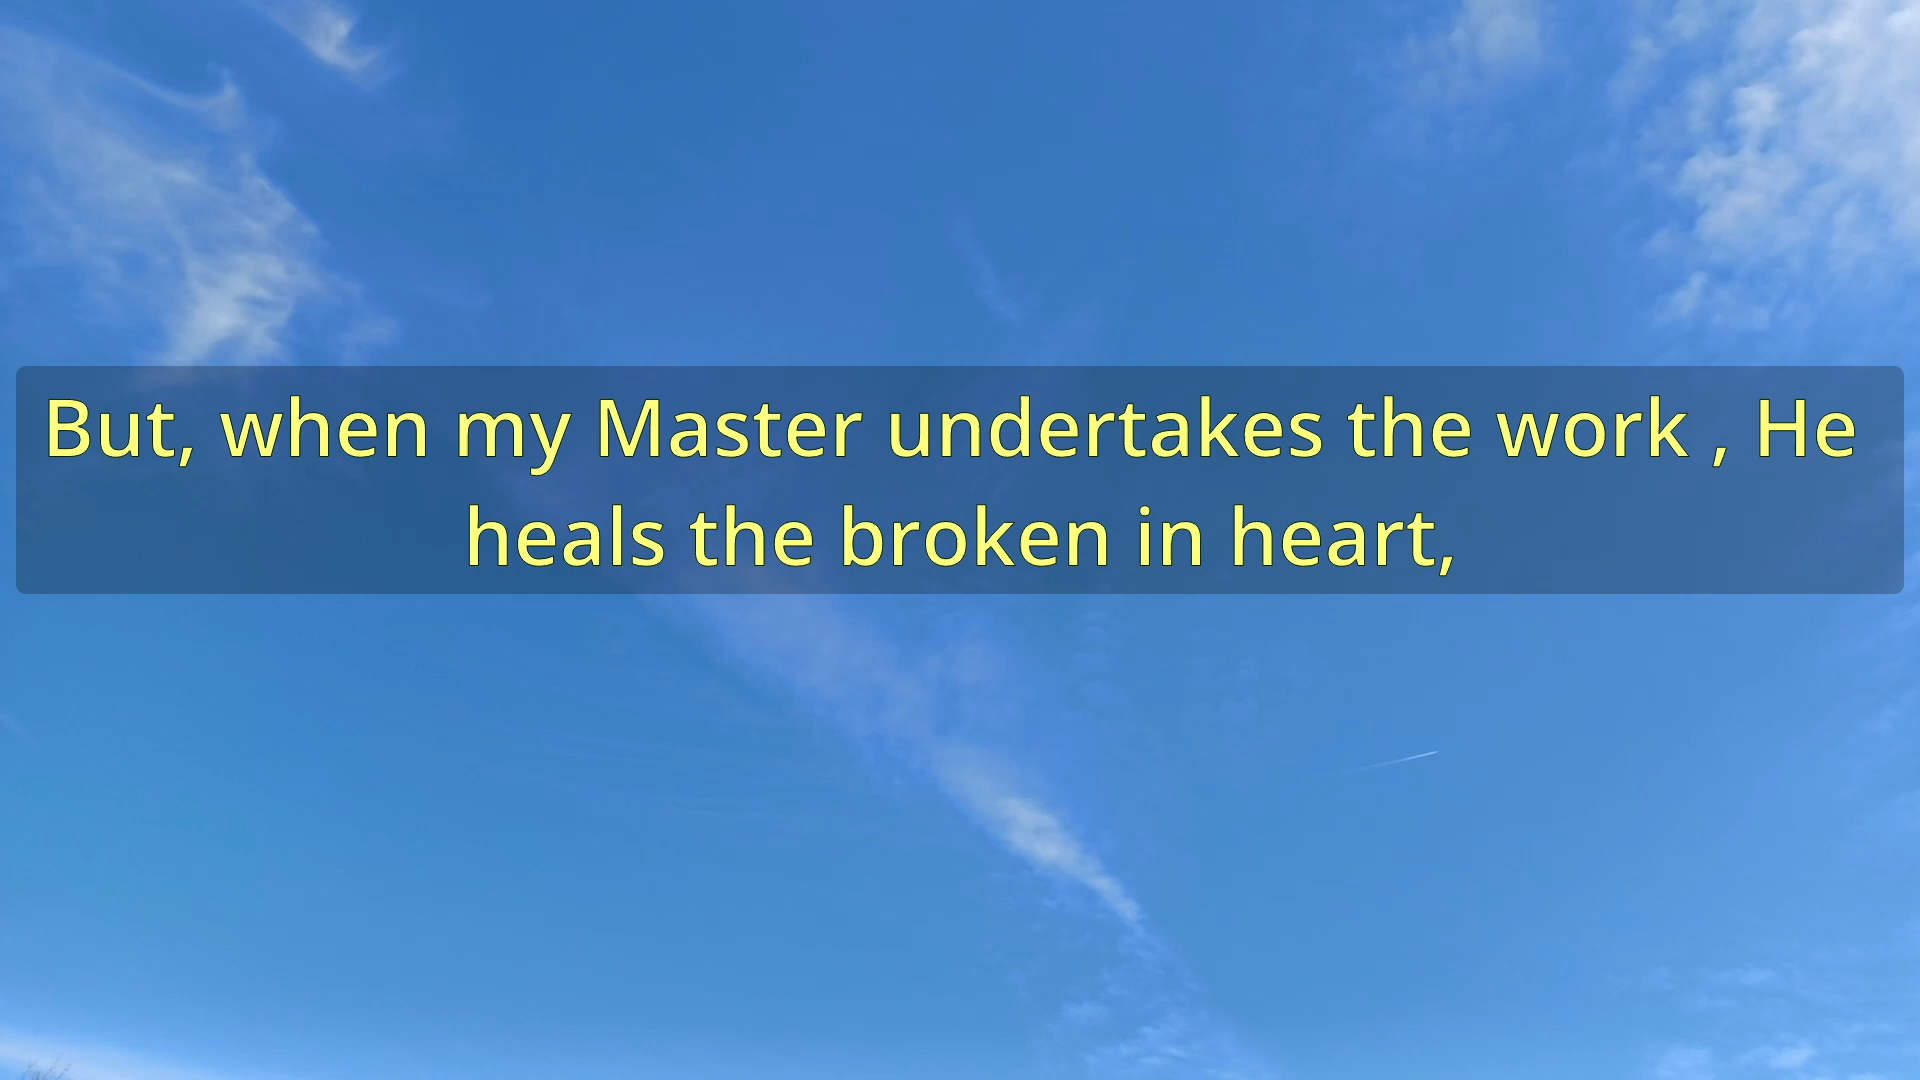 But, when my Master undertakes the work , He
heals the broken in heart,